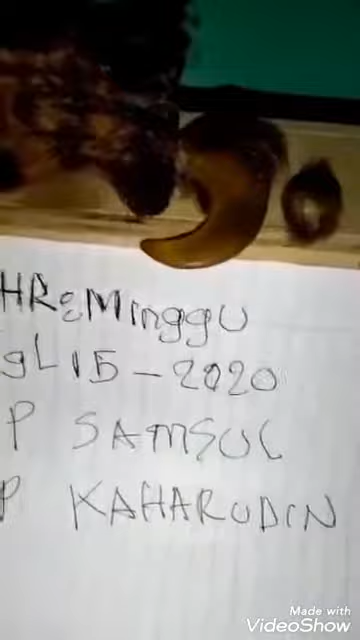 HR: Minggu
gL 15 - 2020
P SAMSUL
P KAHARUDIN
Made with
VideoShow